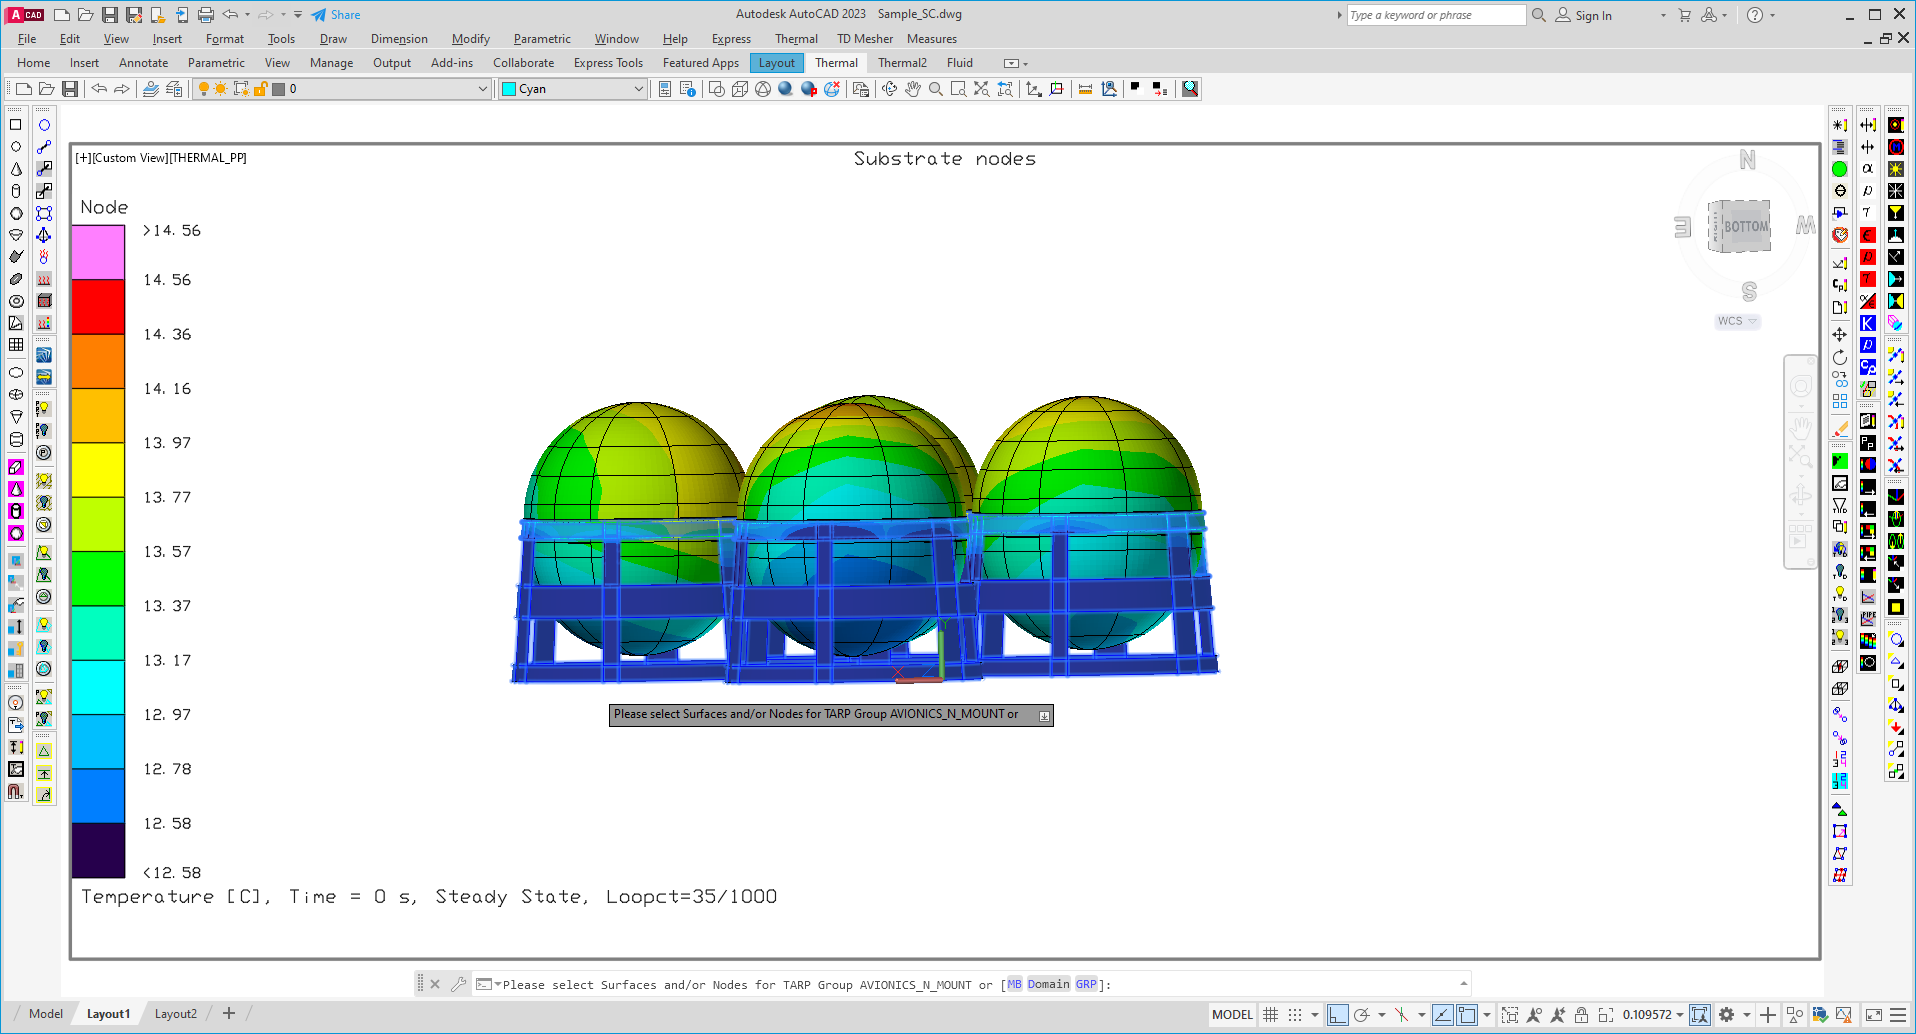 A CAD
Share
Autodesk AutoCAD 2023 Sample_SC.dwg
Type a keyword or phrase
Sign In
File Edit View Insert Format Tools Draw Dimension Modify Parametric Window Help Express Thermal TD Mesher Measures
Home Insert Annotate Parametric View Manage Output Add-ins Collaborate Express Tools Featured Apps Layout Thermal Thermal2 Fluid
0
Cyan
[+][Custom View][THERMAL_PP]
Substrate nodes
Node
>14.56
14.56
14.36
14.16
13.97
13.77
13.57
13.37
13.17
12.97
12.78
12.58
<12.58
Temperature [C], Time = 0 s, Steady State, Loopct=35/1000
N
E
RIGHT
BOTTOM
W
S
WCS
Please select Surfaces and/or Nodes for TARP Group AVIONICS_N_MOUNT or
Please select Surfaces and/or Nodes for TARP Group AVIONICS_N_MOUNT or [MB Domain GRP]:
Model Layout1 Layout2
MODEL
0.109572